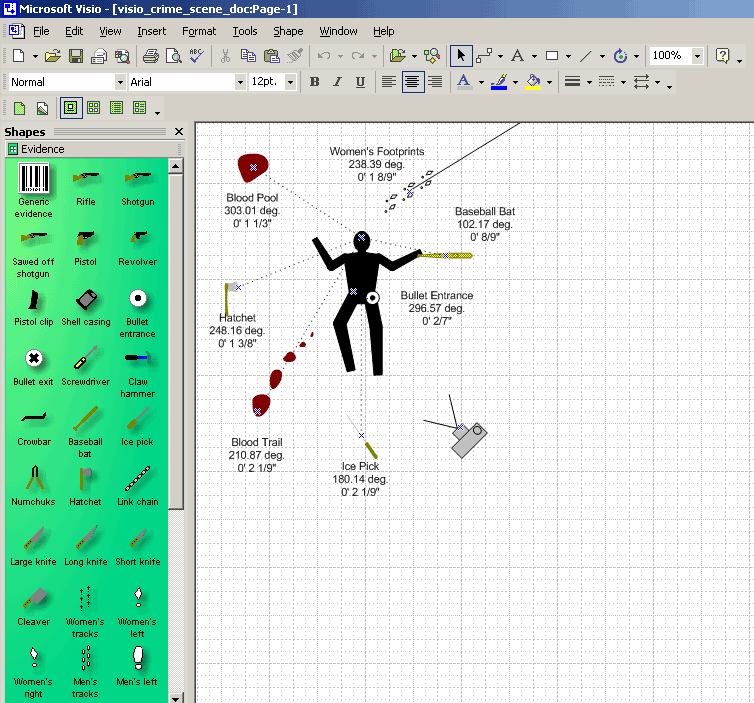 Microsoft Visio - [visio_crime_scene_doc:Page-1]
File Edit View Insert Format Tools Shape Window Help
100%
Normal Arial 12pt. B I U
Shapes
Evidence
Generic evidence
Rifle
Shotgun
Sawed off shotgun
Pistol
Revolver
Pistol clip
Shell casing
Bullet entrance
Bullet exit
Screwdriver
Claw hammer
Crowbar
Baseball bat
Ice pick
Numchuks
Hatchet
Link chain
Large knife
Long knife
Short knife
Cleaver
Women's tracks
Women's left
Women's right
Men's tracks
Men's left
Women's Footprints
238.39 deg.
0' 1 8/9"
Blood Pool
303.01 deg.
0' 1 1/3"
Baseball Bat
102.17 deg.
0' 8/9"
Bullet Entrance
296.57 deg.
0' 2/7"
Hatchet
248.16 deg.
0' 1 3/8"
Blood Trail
210.87 deg.
0' 2 1/9"
Ice Pick
180.14 deg.
0' 2 1/9"